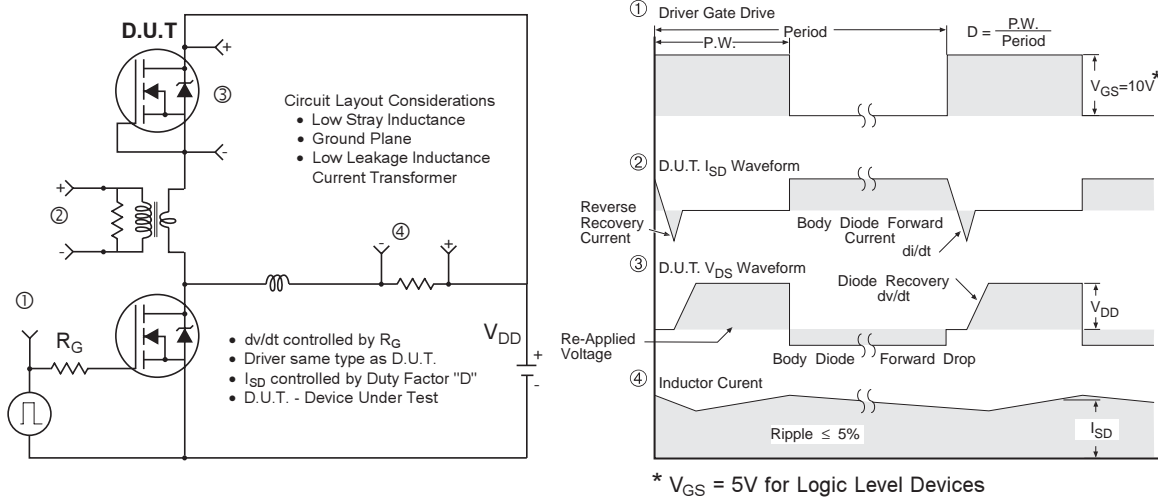 D.U.T
+
③
-
Circuit Layout Considerations
• Low Stray Inductance
• Ground Plane
• Low Leakage Inductance
Current Transformer
+
②
-
④
-
+
①
R_G
• dv/dt controlled by R_G
• Driver same type as D.U.T.
• I_SD controlled by Duty Factor "D"
• D.U.T. - Device Under Test
V_DD
+
-
① Driver Gate Drive
P.W.
Period
D = P.W.
Period
V_GS=10V*
② D.U.T. I_SD Waveform
Reverse
Recovery
Current
Body Diode Forward
Current
di/dt
③ D.U.T. V_DS Waveform
Diode Recovery
dv/dt
V_DD
Re-Applied
Voltage
Body Diode Forward Drop
④ Inductor Curent
Ripple ≤ 5%
I_SD
* V_GS = 5V for Logic Level Devices